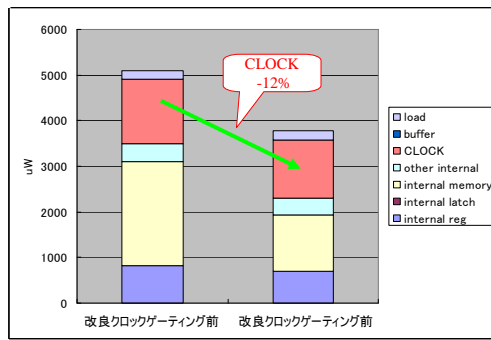 6000
5000
4000
3000
2000
1000
0
uW
CLOCK
-12%
改良クロックゲーティング前
改良クロックゲーティング前
load
buffer
CLOCK
other internal
internal memory
internal latch
internal reg